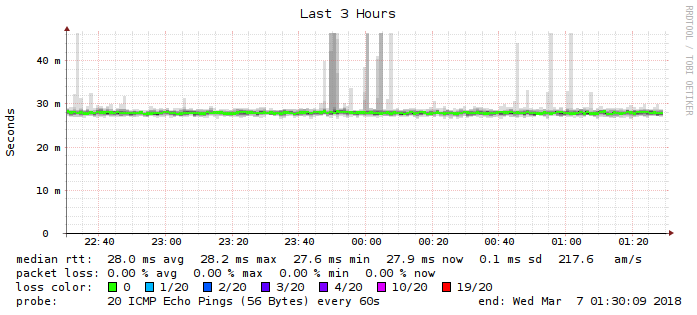 Last 3 Hours
RRDTOOL / TOBI OETIKER
Seconds
40 m
30 m
20 m
10 m
0
22:40 23:00 23:20 23:40 00:00 00:20 00:40 01:00 01:20
median rtt: 28.0 ms avg 28.2 ms max 27.6 ms min 27.9 ms now 0.1 ms sd 217.6 am/s
packet loss: 0.00 % avg 0.00 % max 0.00 % min 0.00 % now
loss color: 0 1/20 2/20 3/20 4/20 10/20 19/20
probe: 20 ICMP Echo Pings (56 Bytes) every 60s end: Wed Mar 7 01:30:09 2018